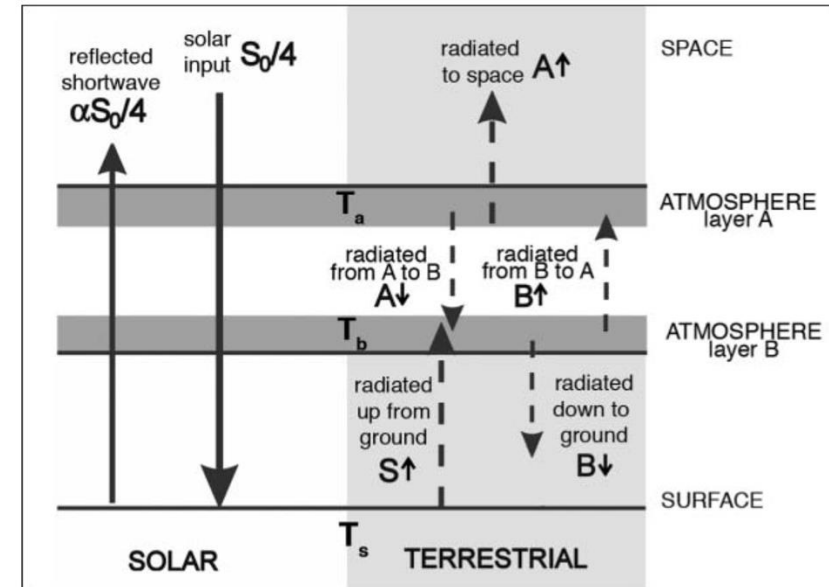 reflected
shortwave
αS₀/4
solar
input S₀/4
radiated
to space A↑
SPACE
Tₐ
ATMOSPHERE
layer A
radiated
from A to B
A↓
radiated
from B to A
B↑
T_b
ATMOSPHERE
layer B
radiated
up from
ground
S↑
radiated
down to
ground
B↓
SURFACE
Tₛ
SOLAR
TERRESTRIAL